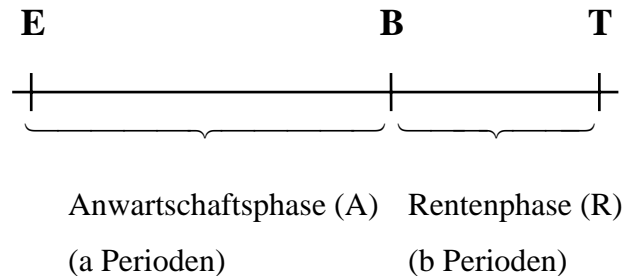 E B T
Anwartschaftsphase (A) Rentenphase (R)
(a Perioden) (b Perioden)